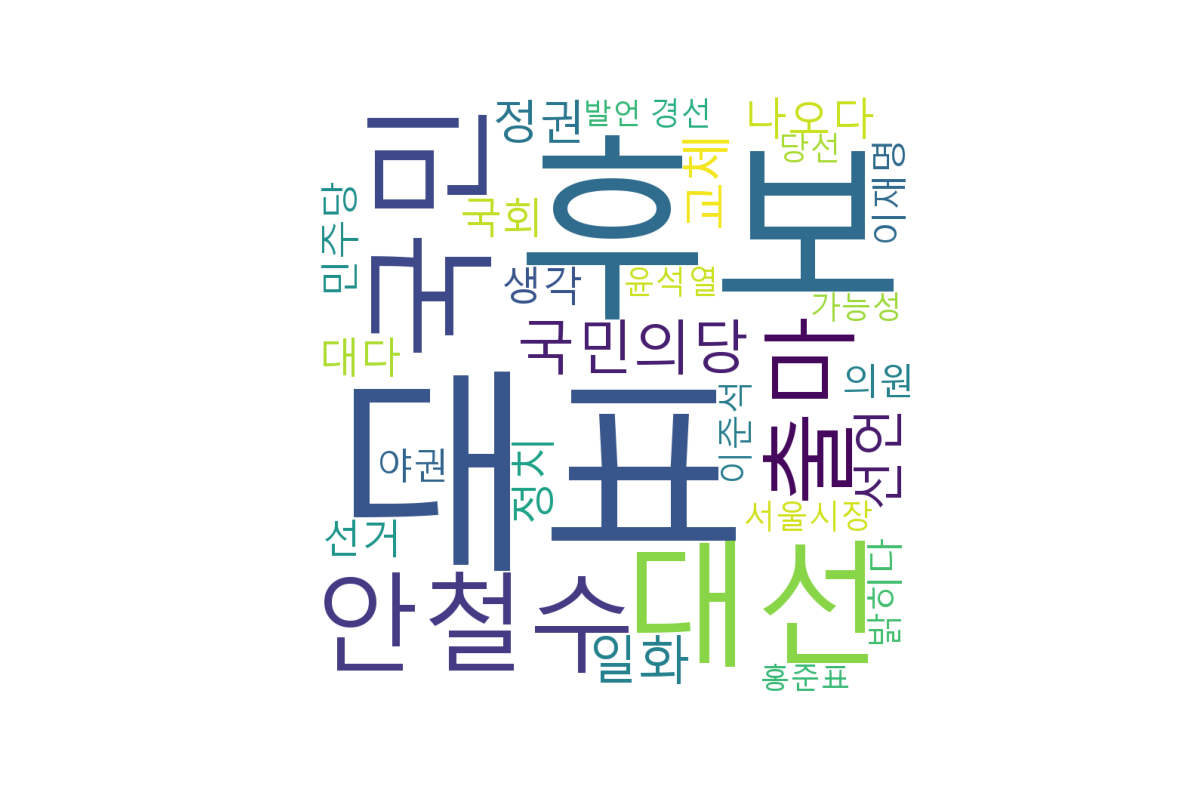 정권
발언
경선
나오다
당선
국민
후보
교체
이재명
민주당
국회
생각
윤석열
가능성
대다
국민의당
출마
의원
대표
야권
정치
이준석
선언
선거
서울시장
안철수
대선
밝히다
일화
홍준표